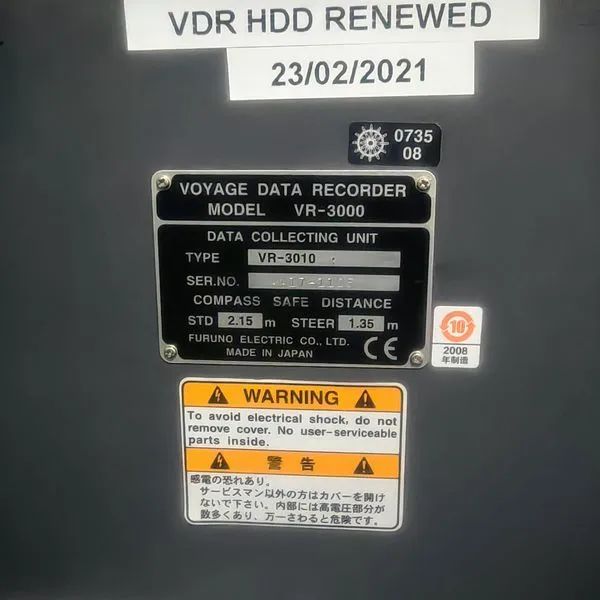 VDR HDD RENEWED
23/02/2021
0735
08
VOYAGE DATA RECORDER
MODEL VR-3000
DATA COLLECTING UNIT
TYPE VR-3010
SER.NO.
COMPASS SAFE DISTANCE
STD 2.15 m STEER 1.35 m
FURUNO ELECTRIC CO., LTD.
MADE IN JAPAN CE
10
2008
年制造
WARNING
To avoid electrical shock, do not
remove cover. No user-serviceable
parts inside.
警告
感電の恐れあり。
サービスマン以外の方はカバーを開け
ないで下さい。内部には高電圧部分が
数多くあり、万一さわると危険です。